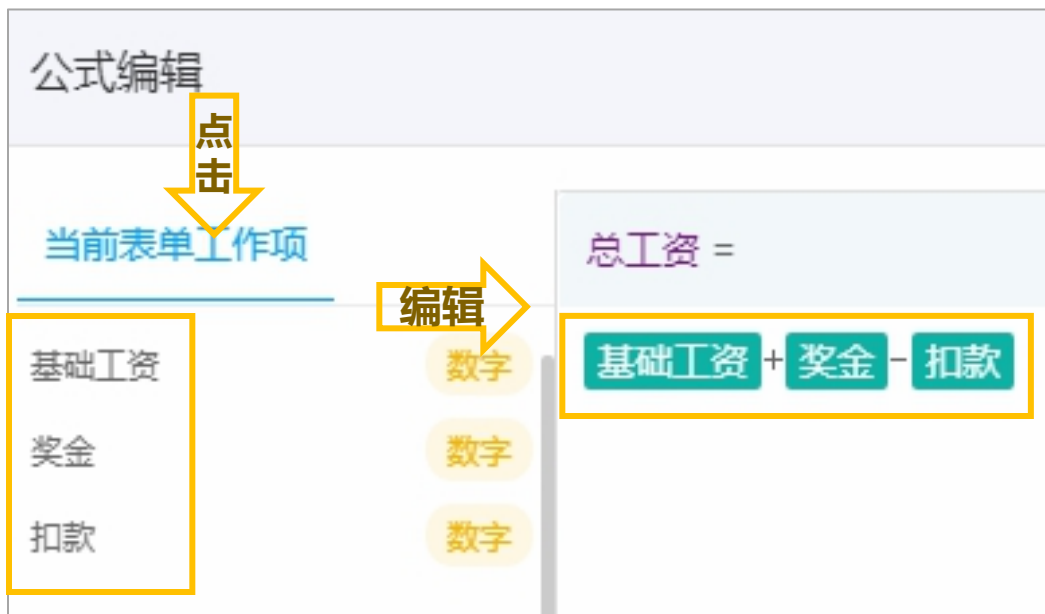 公式编辑
点
击
当前表单工作项
总工资 =
编辑
基础工资 数字
基础工资 + 奖金 - 扣款
奖金 数字
扣款 数字